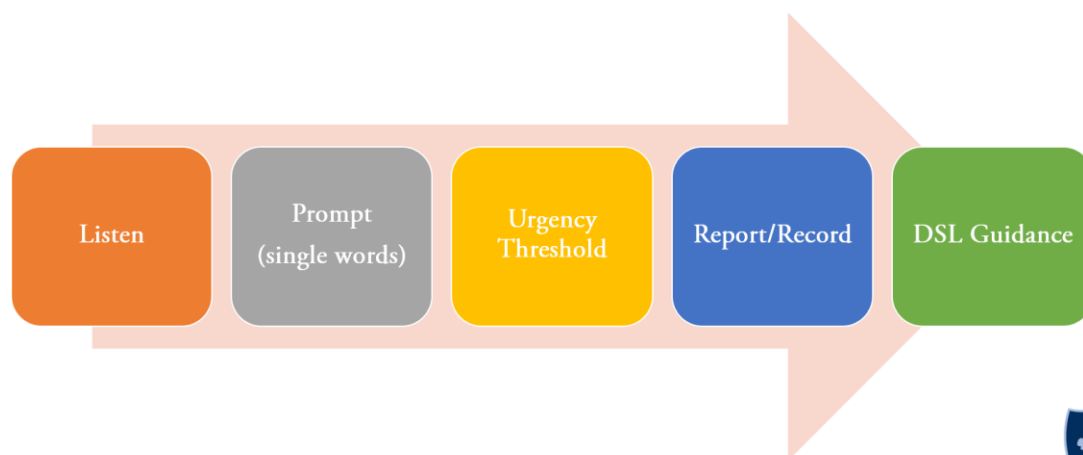 Listen
Prompt
(single words)
Urgency
Threshold
Report/Record
DSL Guidance